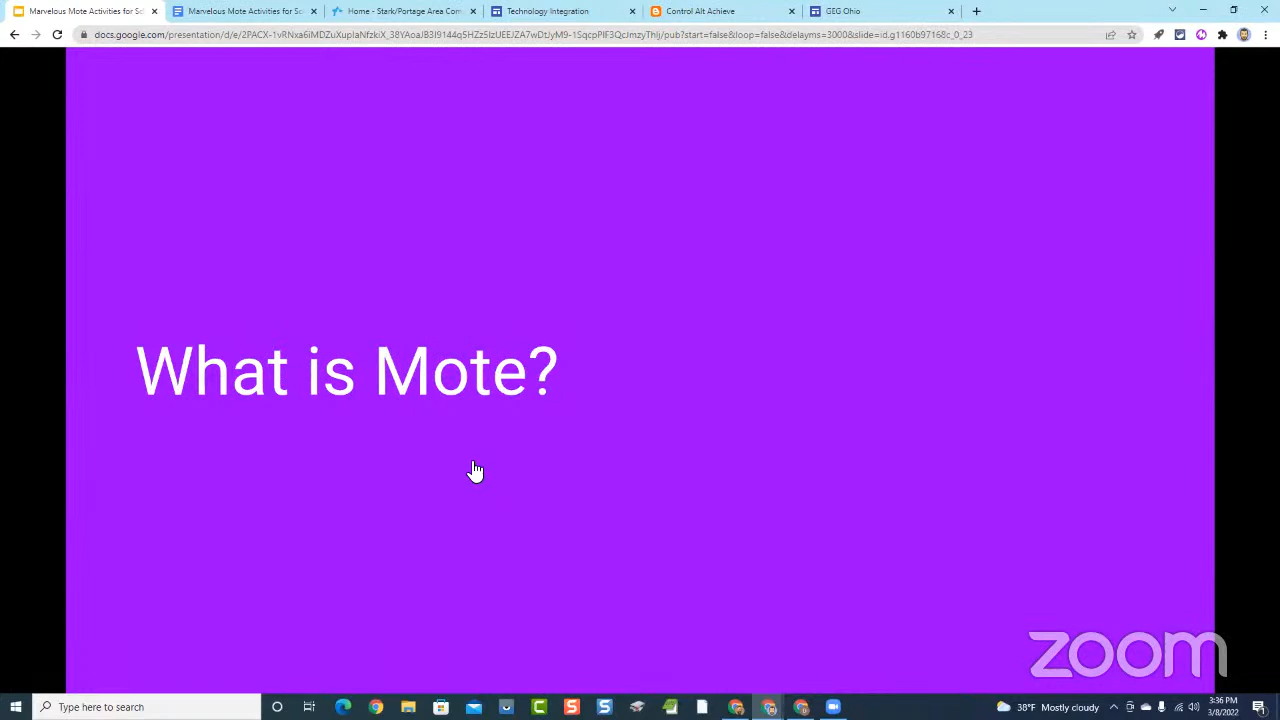 Marvelous Mote Activities for Sc
Marvelous Mote Activities for Sc
Home - Stark/Portage Area Com
Technology Integration
Control Alt Achieve
GEG Ohio
What is Mote?
zoom
Type here to search
38°F Mostly cloudy
3:36 PM
3/8/2022